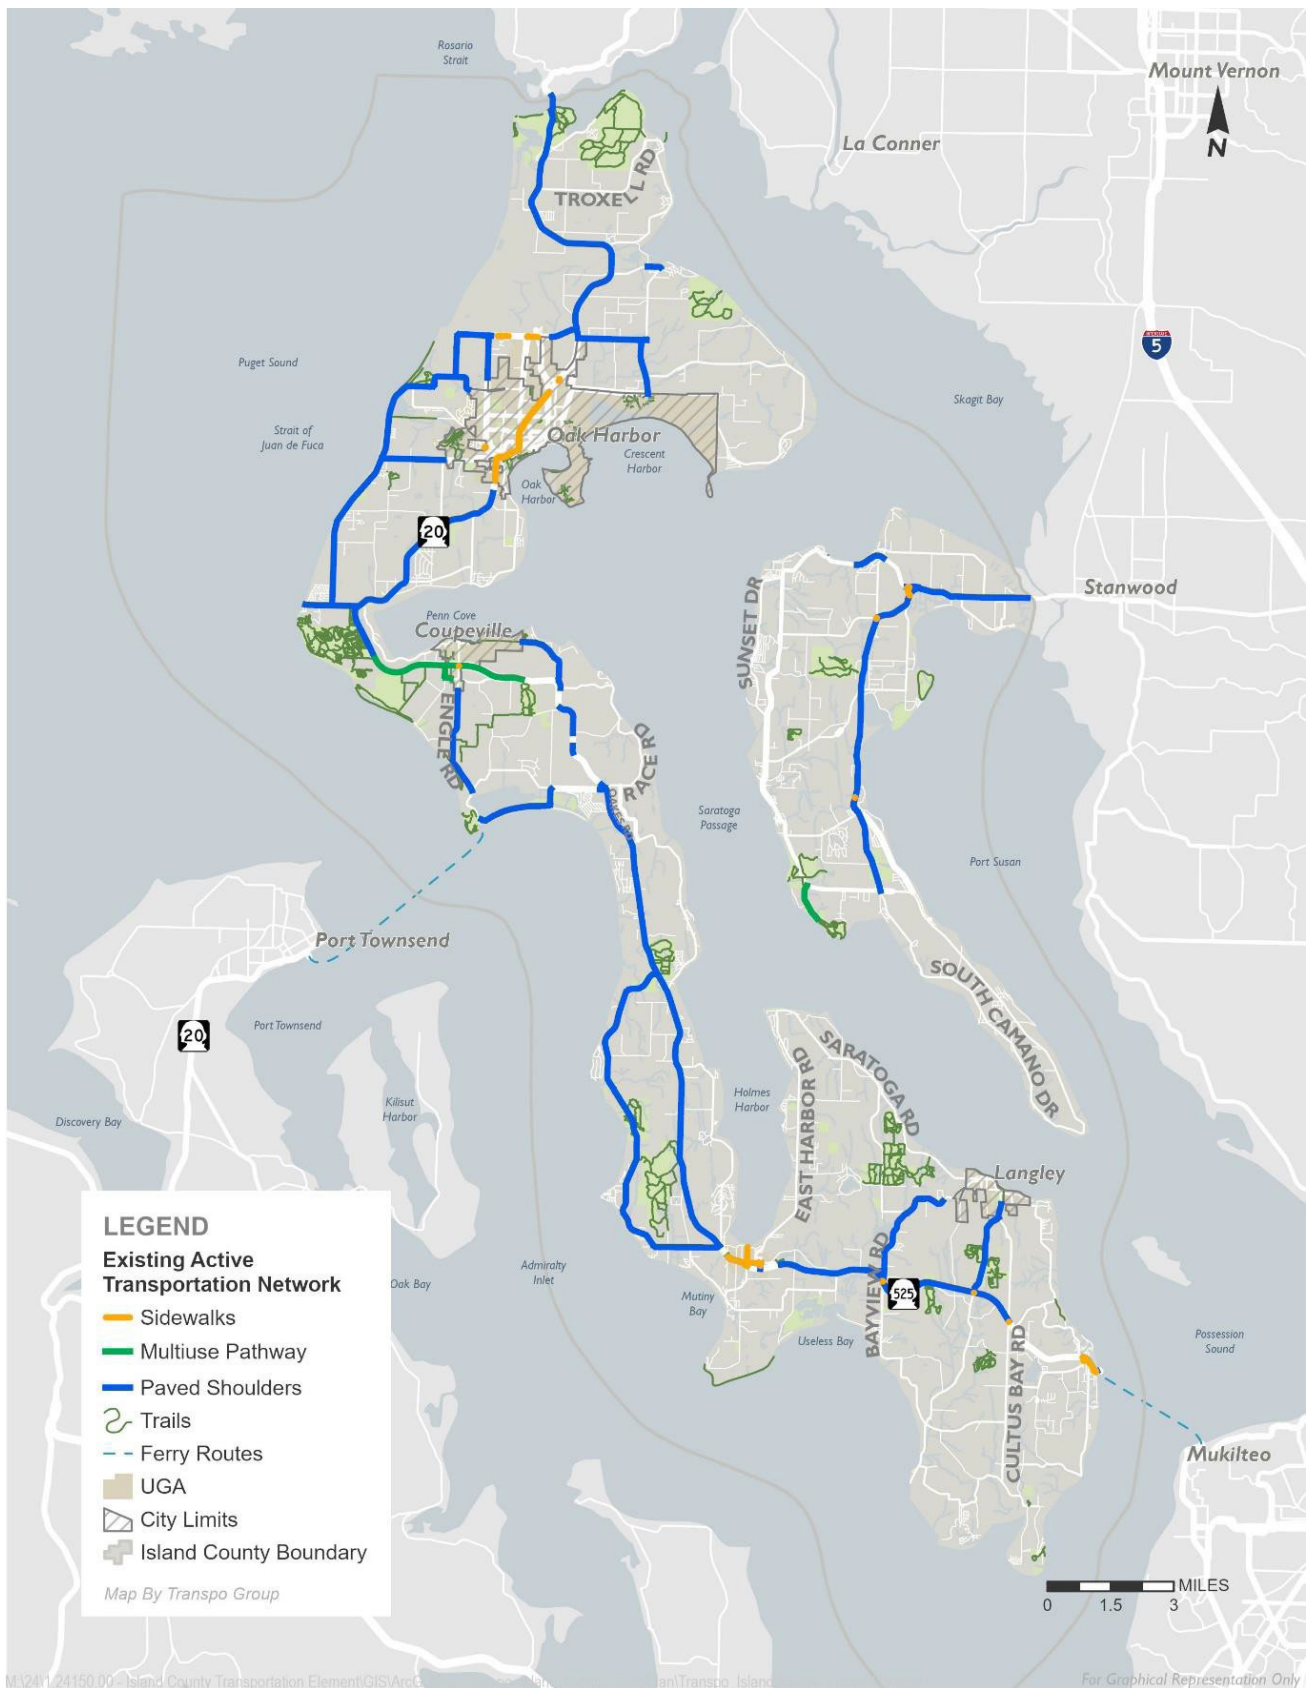 Rosario
Strait
Mount Vernon
N
La Conner
TROXELL RD
5
Puget Sound
Skagit Bay
Strait of
Juan de Fuca
Oak Harbor
Crescent
Harbor
Oak
Harbor
20
Stanwood
SUNSET DR
Penn Cove
Coupeville
ENGLE RD
RACE RD
Saratoga
Passage
Port Susan
Port Townsend
SOUTH CAMANO DR
Port Townsend
20
SARATOGA RD
EAST HARBOR RD
Holmes
Harbor
Kilisut
Harbor
Discovery Bay
Langley
LEGEND
Existing Active
Transportation Network
Sidewalks
Multiuse Pathway
Paved Shoulders
Trails
Ferry Routes
UGA
City Limits
Island County Boundary
Map By Transpo Group
Oak Bay
Admiralty
Inlet
Mutiny
Bay
BAYVIEW RD
525
Useless Bay
CULTUS BAY RD
Possession
Sound
Mukilteo
MILES
0 1.5 3
For Graphical Representation Only